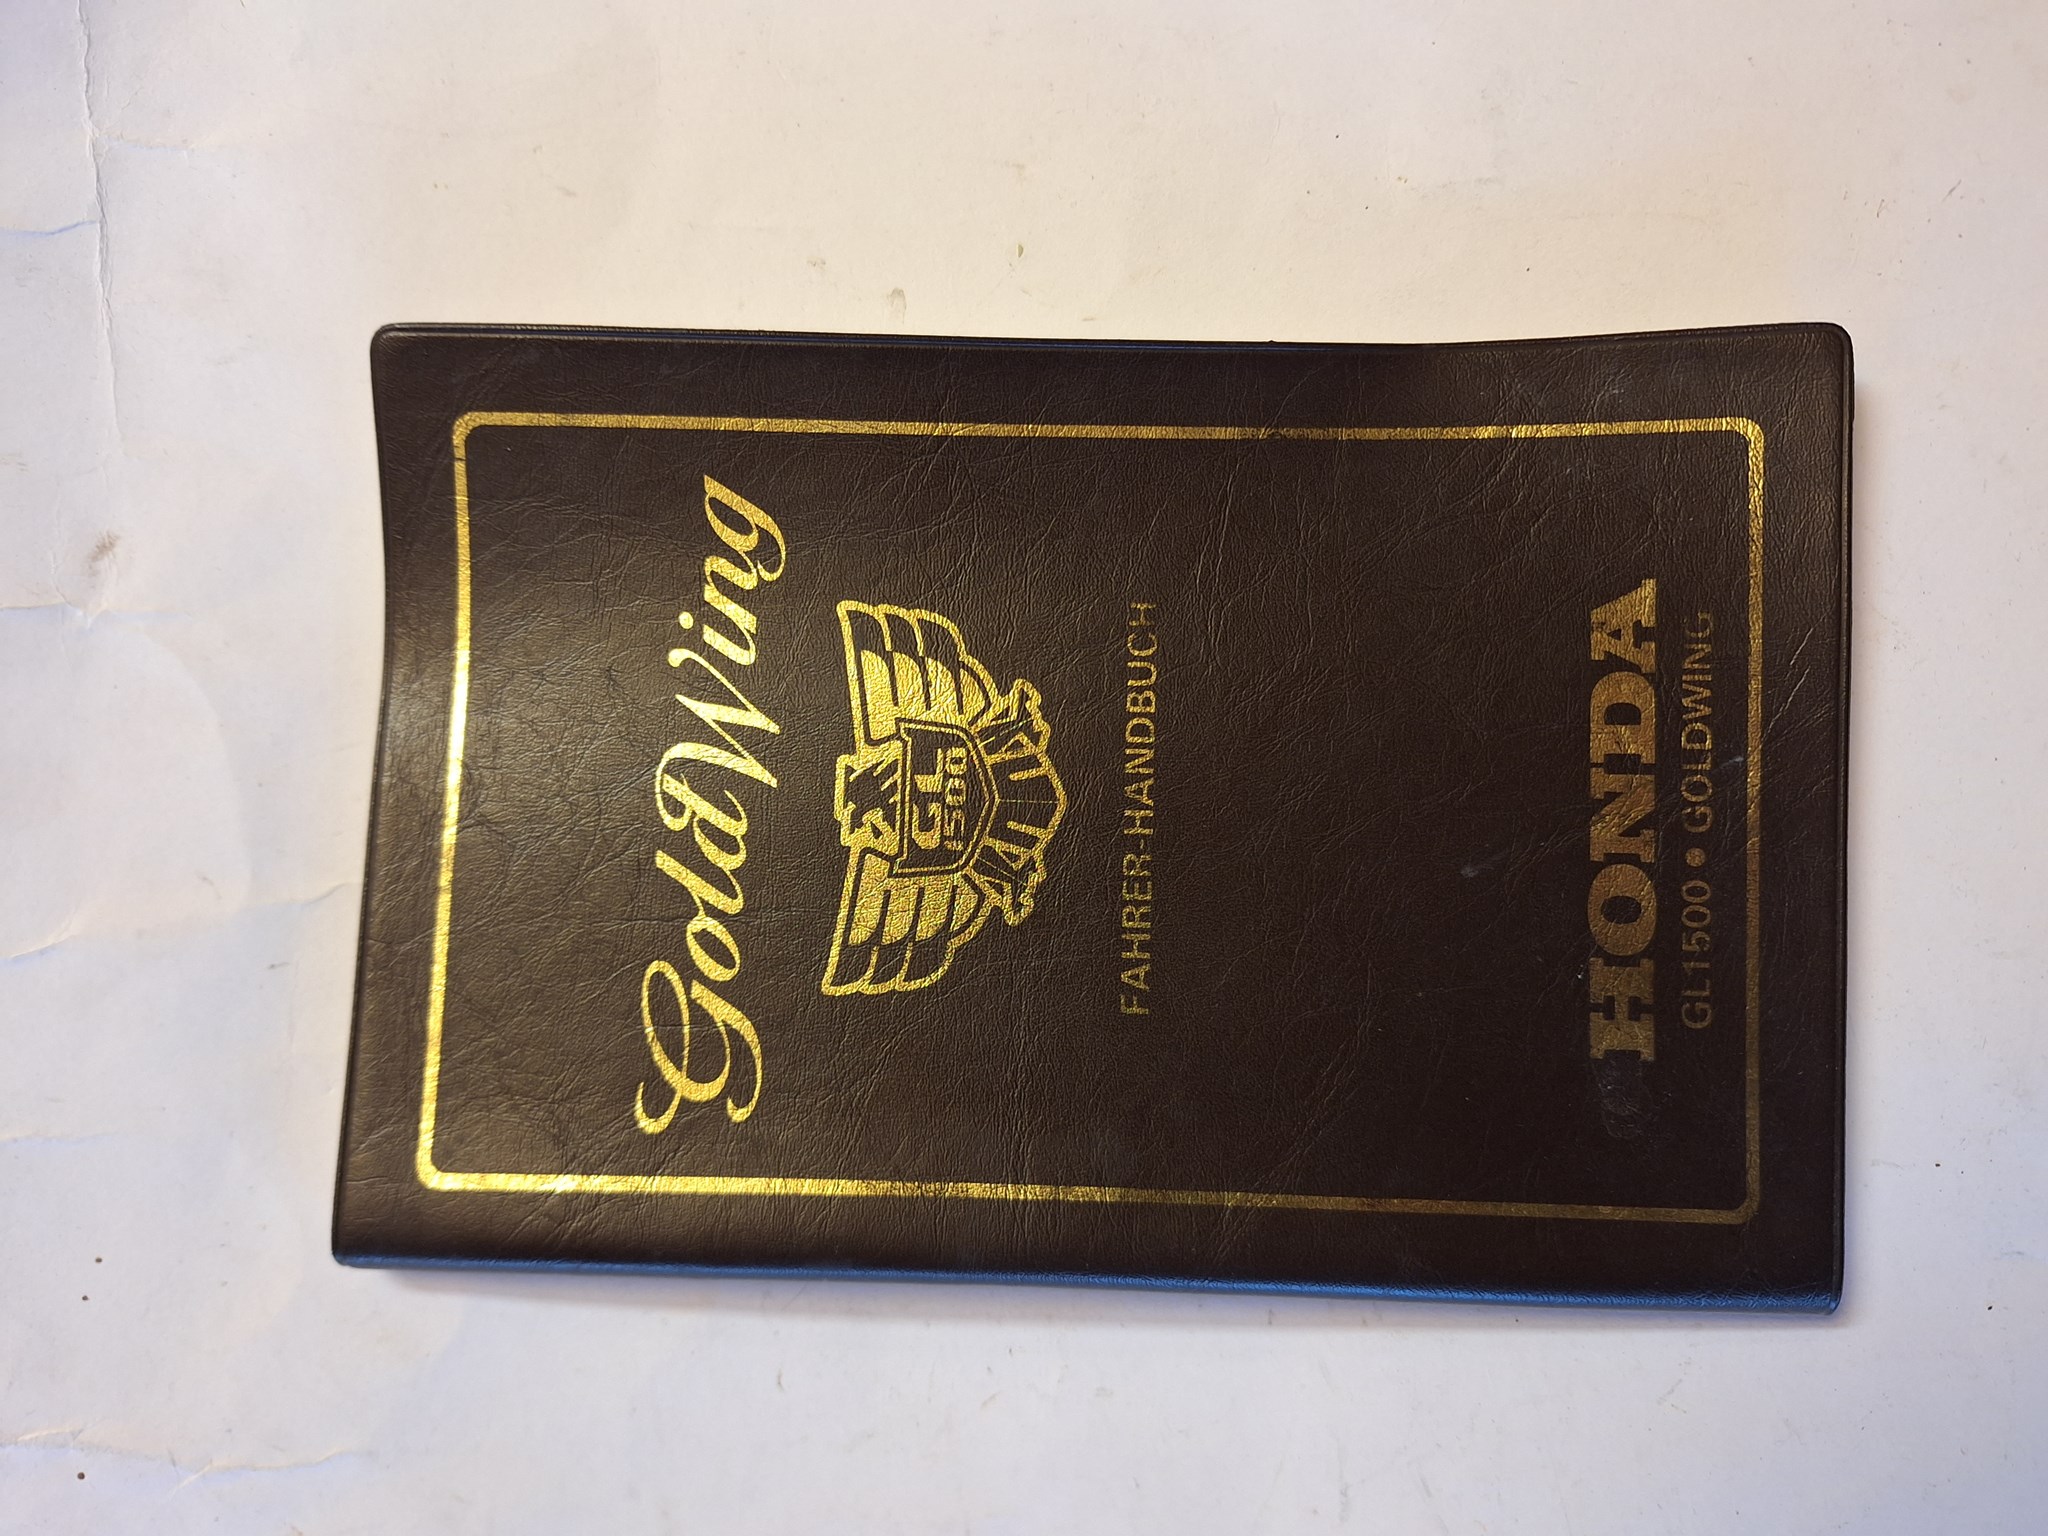 GoldWing
GL
1500
FAHRER-HANDBUCH
HONDA
GL1500 ● GOLDWING